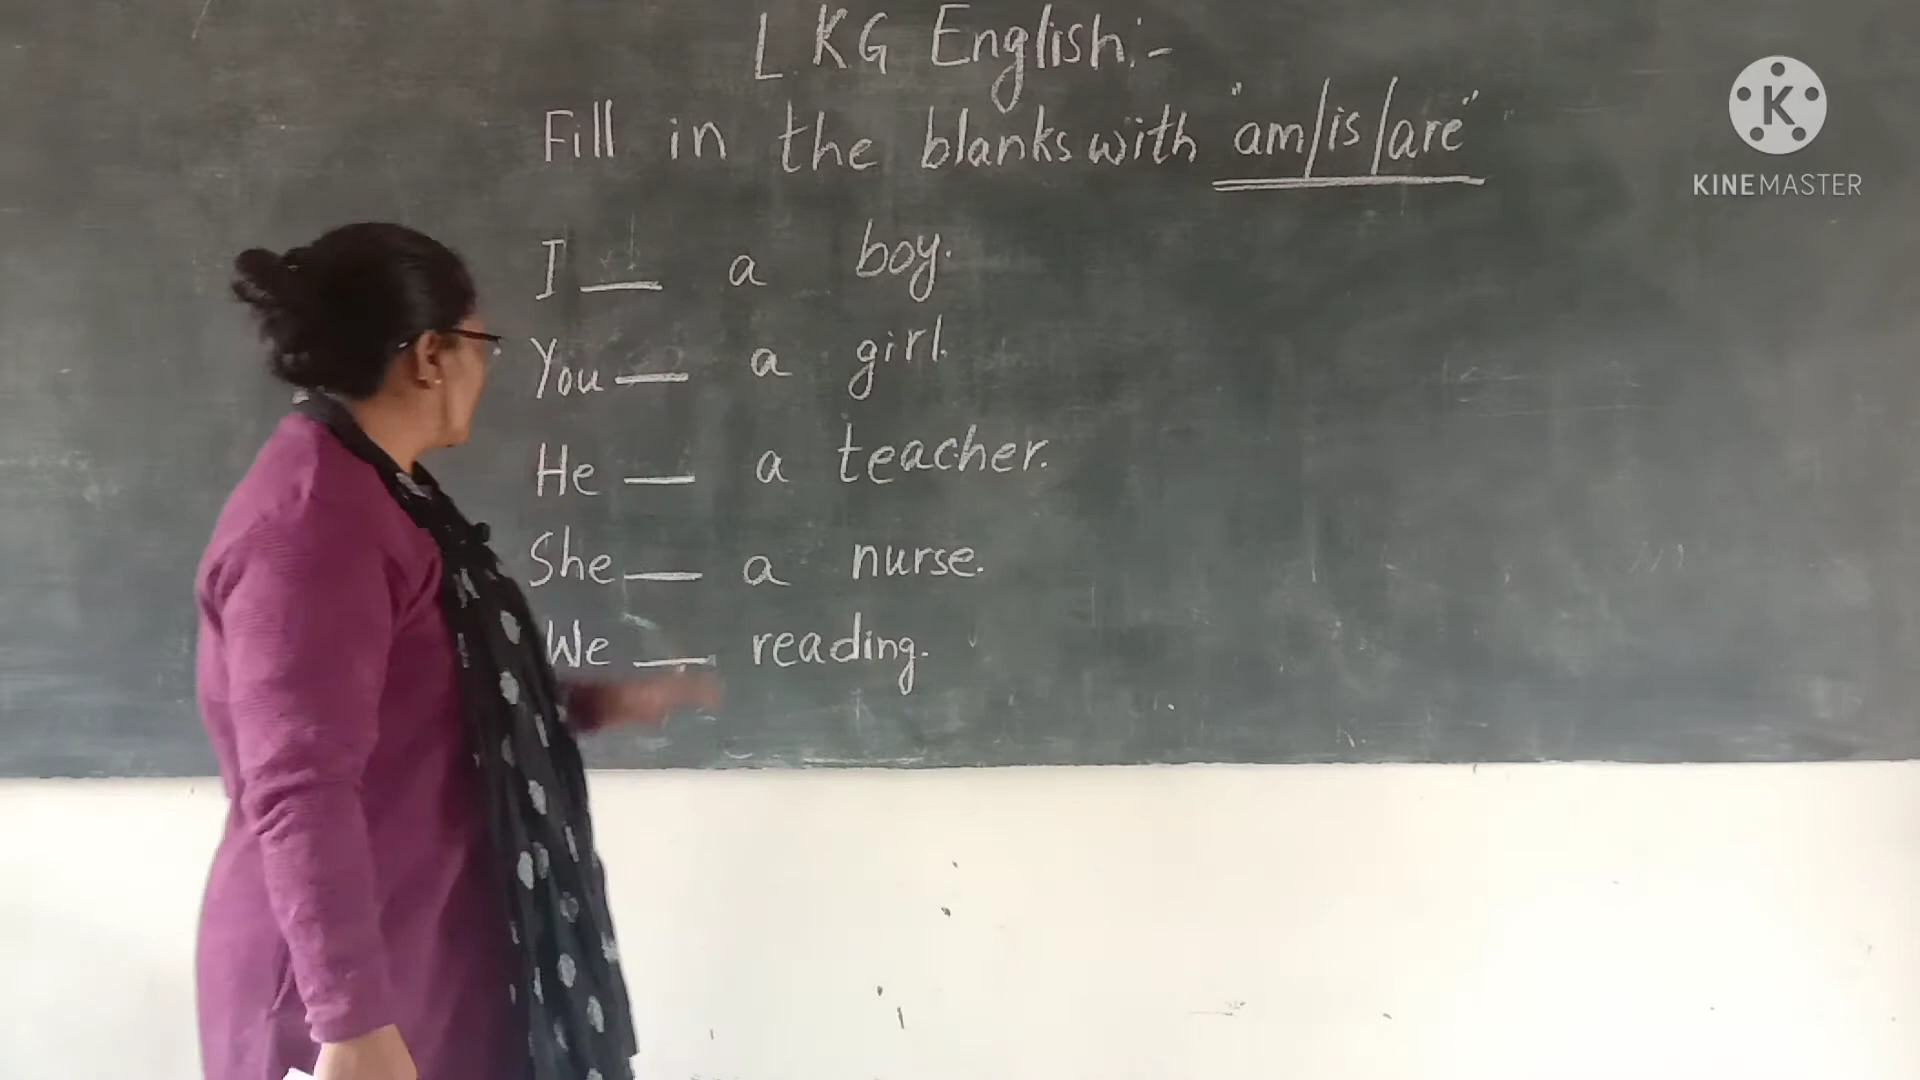 LKG English:-
Fill in the blanks with "am/is/are"
I __ a boy.
You __ a girl.
He __ a teacher.
She __ a nurse.
We __ reading.
K
KINEMASTER